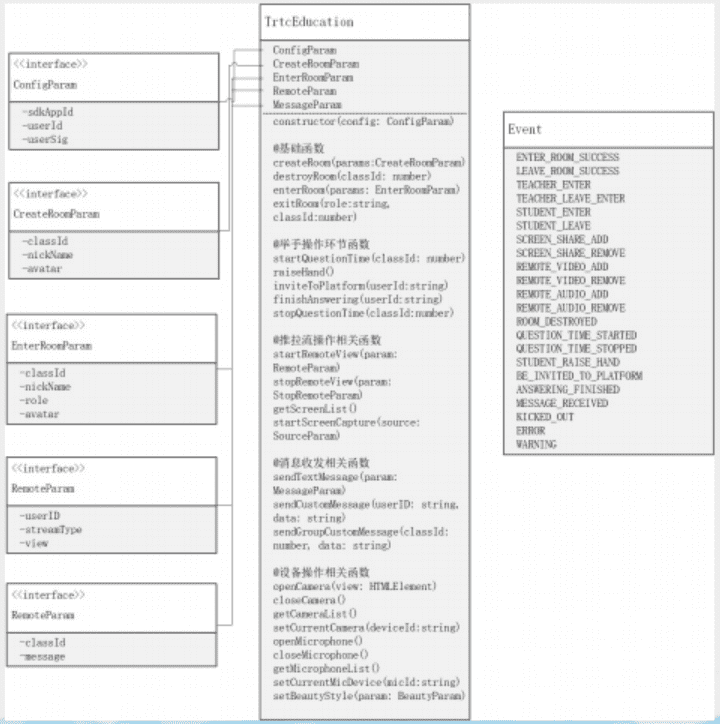 <<interface>>
ConfigParam
-sdkAppId
-userId
-userSig
<<interface>>
CreateRoomParam
-classId
-nickName
-avatar
<<interface>>
EnterRoomParam
-classId
-nickName
-role
-avatar
<<interface>>
RemoteParam
-userID
-streamType
-view
<<interface>>
RemoteParam
-classId
-message
TrtcEducation
ConfigParam
CreateRoomParam
EnterRoomParam
RemoteParam
MessageParam
constructor(config: ConfigParam)
@基础函数
createRoom(params:CreateRoomParam)
destroyRoom(classId: number)
enterRoom(params: EnterRoomParam)
exitRoom(role:string,
classId:number)
@举手操作环节函数
startQuestionTime(classId: number)
raiseHand()
inviteToPlatform(userId:string)
finishAnswering(userId:string)
stopQuestionTime(classId:number)
@推拉流操作相关函数
startRemoteView(param:
RemoteParam)
stopRemoteView(param:
StopRemoteParam)
getScreenList()
startScreenCapture(source:
SourceParam)
@消息收发相关函数
sendTextMessage(param:
MessageParam)
sendCustomMessage(userID: string,
data: string)
sendGroupCustomMessage(classId:
number, data: string)
@设备操作相关函数
openCamera(view: HTMLElement)
closeCamera()
getCameraList()
setCurrentCamera(deviceId:string)
openMicrophone()
closeMicrophone()
getMicrophoneList()
setCurrentMicDevice(micId:string)
setBeautyStyle(param: BeautyParam)
Event
ENTER_ROOM_SUCCESS
LEAVE_ROOM_SUCCESS
TEACHER_ENTER
TEACHER_LEAVE_ENTER
STUDENT_ENTER
STUDENT_LEAVE
SCREEN_SHARE_ADD
SCREEN_SHARE_REMOVE
REMOTE_VIDEO_ADD
REMOTE_VIDEO_REMOVE
REMOTE_AUDIO_ADD
REMOTE_AUDIO_REMOVE
ROOM_DESTROYED
QUESTION_TIME_STARTED
QUESTION_TIME_STOPPED
STUDENT_RAISE_HAND
BE_INVITED_TO_PLATFORM
ANSWERING_FINISHED
MESSAGE_RECEIVED
KICKED_OUT
ERROR
WARNING